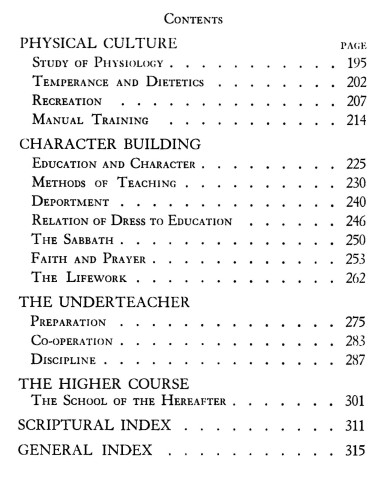 CONTENTS
PHYSICAL CULTURE PAGE
STUDY OF PHYSIOLOGY . . . . . . . . . . . 195
TEMPERANCE AND DIETETICS . . . . . . . . 202
RECREATION . . . . . . . . . . . . . . 207
MANUAL TRAINING . . . . . . . . . . . 214
CHARACTER BUILDING
EDUCATION AND CHARACTER . . . . . . . . . 225
METHODS OF TEACHING . . . . . . . . . . 230
DEPORTMENT . . . . . . . . . . . . . . 240
RELATION OF DRESS TO EDUCATION . . . . . . . 246
THE SABBATH . . . . . . . . . . . . . . 250
FAITH AND PRAYER . . . . . . . . . . . . 253
THE LIFEWORK . . . . . . . . . . . . . 262
THE UNDERTEACHER
PREPARATION . . . . . . . . . . . . . . 275
CO-OPERATION . . . . . . . . . . . . . 283
DISCIPLINE . . . . . . . . . . . . . . 287
THE HIGHER COURSE
THE SCHOOL OF THE HEREAFTER . . . . . . . 301
SCRIPTURAL INDEX . . . . . . . . . . 311
GENERAL INDEX . . . . . . . . . . . 315